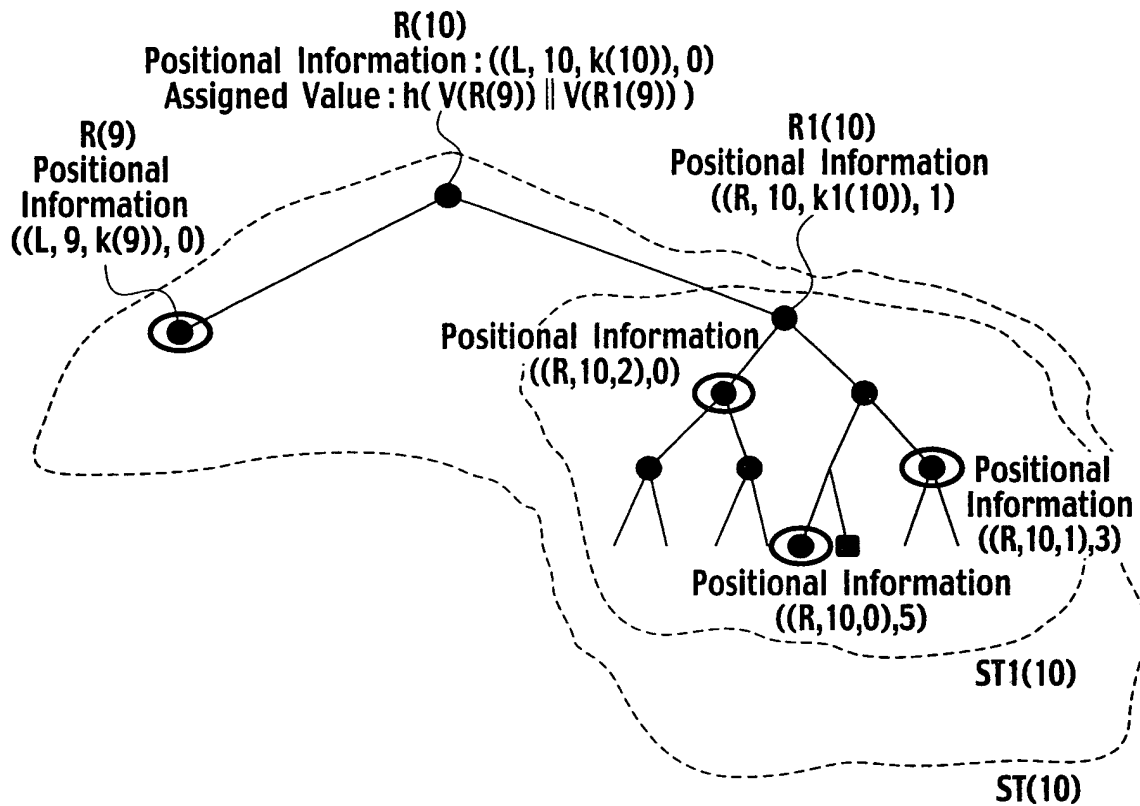 R(10)
Positional Information : ((L, 10, k(10)), 0)
Assigned Value : h( V(R(9)) || V(R1(9)) )
R(9)
Positional
Information
((L, 9, k(9)), 0)
R1(10)
Positional Information
((R, 10, k1(10)), 1)
Positional Information
((R,10,2),0)
Positional
Information
((R,10,1),3)
Positional Information
((R,10,0),5)
ST1(10)
ST(10)